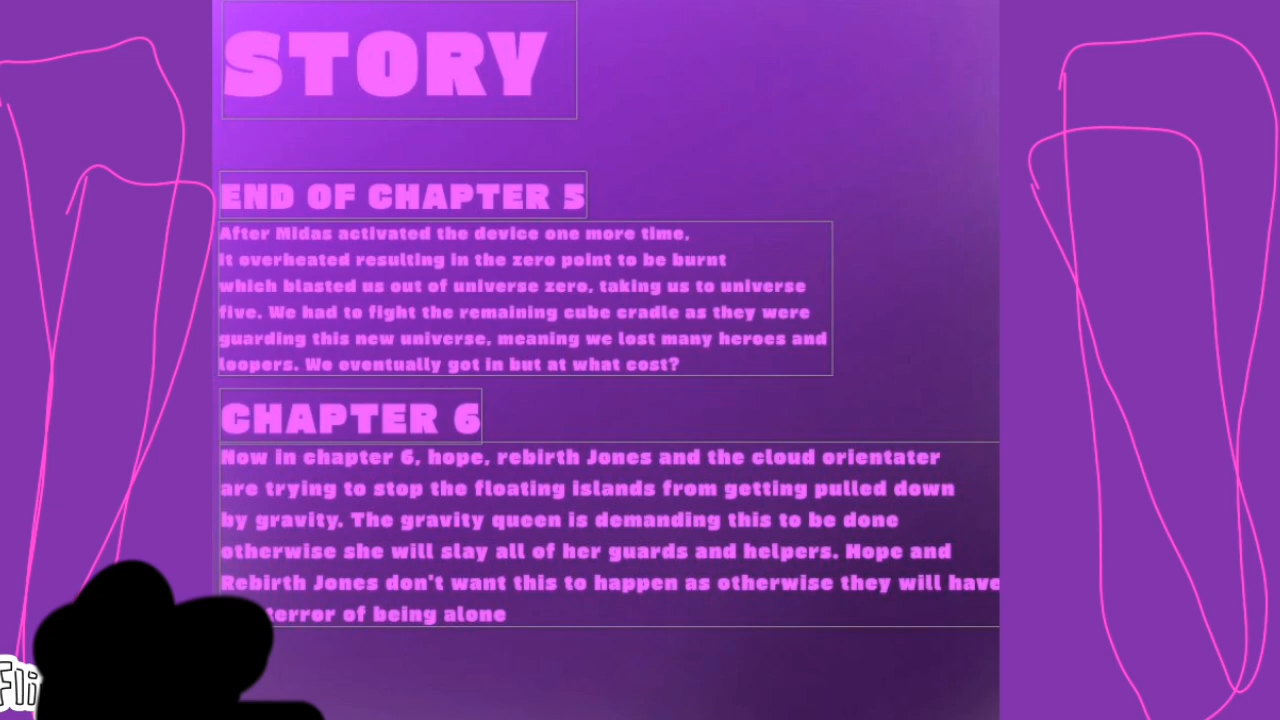 STORY
END OF CHAPTER 5
After Midas activated the device one more time,
it overheated resulting in the zero point to be burnt
which blasted us out of universe zero, taking us to universe
five. We had to fight the remaining cube cradle as they were
guarding this new universe, meaning we lost many heroes and
loopers. We eventually got in but at what cost?
CHAPTER 6
Now in chapter 6, hope, rebirth Jones and the cloud orientater
are trying to stop the floating islands from getting pulled down
by gravity. The gravity queen is demanding this to be done
otherwise she will slay all of her guards and helpers. Hope and
Rebirth Jones don't want this to happen as otherwise they will have
terror of being alone
Fli